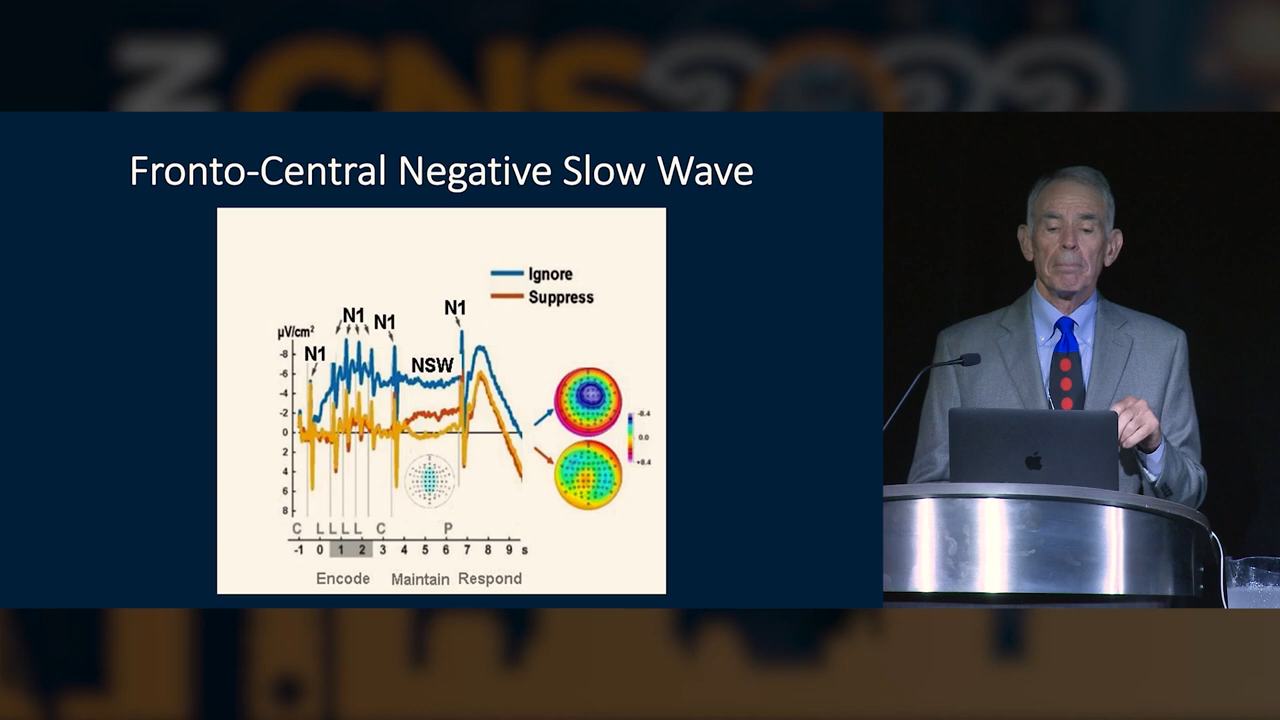 CNS 2022
Fronto-Central Negative Slow Wave
Ignore
Suppress
µV/cm²
N1
N1
N1
N1
NSW
-8
-6
-4
-2
0
2
4
6
8
-8.4
0.0
+8.4
C L L L L C P
-1 0 1 2 3 4 5 6 7 8 9 s
Encode Maintain Respond